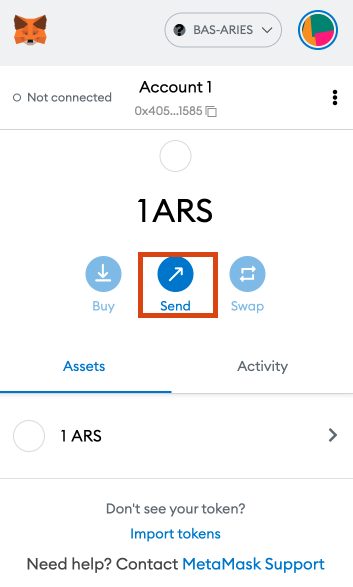 BAS-ARIES
Not connected
Account 1
0x405...1585
1 ARS
Buy
Send
Swap
Assets
Activity
1 ARS
Don't see your token?
Import tokens
Need help? Contact MetaMask Support